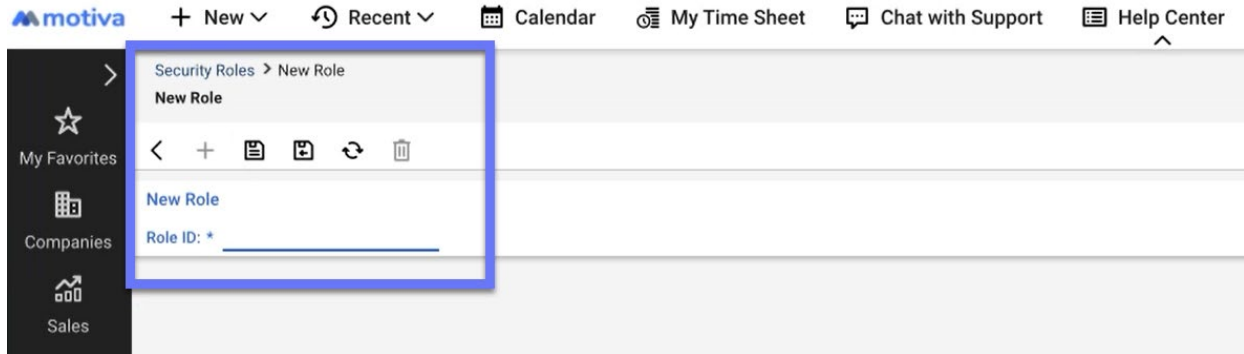 motiva New Recent Calendar My Time Sheet Chat with Support Help Center
Security Roles > New Role
New Role
My Favorites
New Role
Companies
Role ID: *
Sales